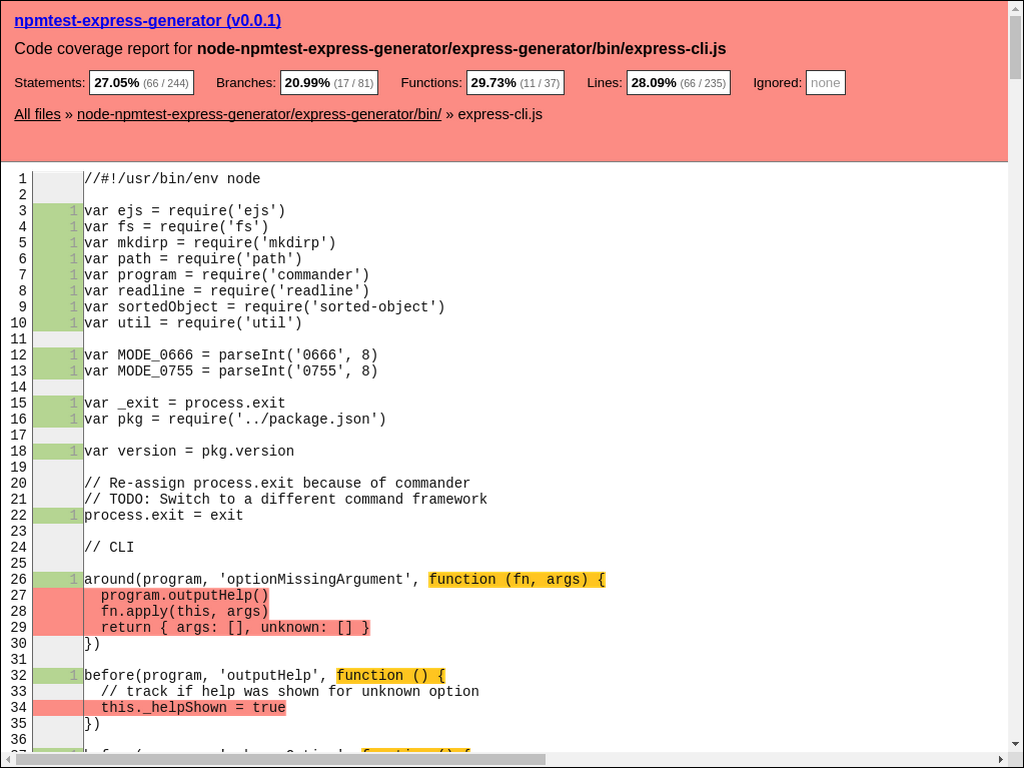 npmtest-express-generator (v0.0.1)
Code coverage report for node-npmtest-express-generator/express-generator/bin/express-cli.js
Statements: 27.05% (66 / 244) Branches: 20.99% (17 / 81) Functions: 29.73% (11 / 37) Lines: 28.09% (66 / 235) Ignored: none
All files » node-npmtest-express-generator/express-generator/bin/ » express-cli.js
1 //#!/usr/bin/env node
2
3 1 var ejs = require('ejs')
4 1 var fs = require('fs')
5 1 var mkdirp = require('mkdirp')
6 1 var path = require('path')
7 1 var program = require('commander')
8 1 var readline = require('readline')
9 1 var sortedObject = require('sorted-object')
10 1 var util = require('util')
11
12 1 var MODE_0666 = parseInt('0666', 8)
13 1 var MODE_0755 = parseInt('0755', 8)
14
15 1 var _exit = process.exit
16 1 var pkg = require('../package.json')
17
18 1 var version = pkg.version
19
20 // Re-assign process.exit because of commander
21 // TODO: Switch to a different command framework
22 1 process.exit = exit
23
24 // CLI
25
26 1 around(program, 'optionMissingArgument', function (fn, args) {
27 program.outputHelp()
28 fn.apply(this, args)
29 return { args: [], unknown: [] }
30 })
31
32 1 before(program, 'outputHelp', function () {
33 // track if help was shown for unknown option
34 this._helpShown = true
35 })
36